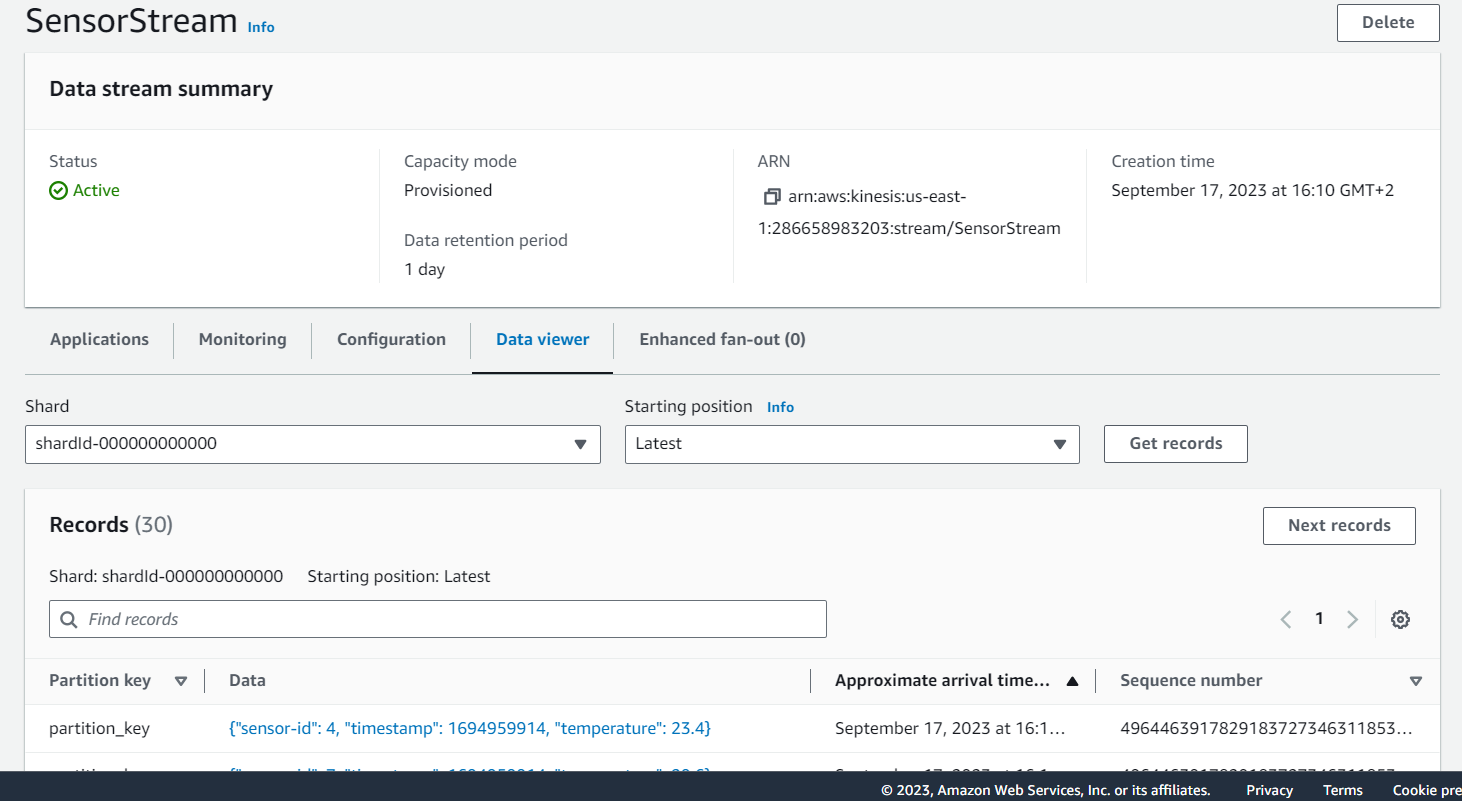 SensorStream Info
Delete
Data stream summary
Status
Active
Capacity mode
Provisioned
Data retention period
1 day
ARN
arn:aws:kinesis:us-east-
1:286658983203:stream/SensorStream
Creation time
September 17, 2023 at 16:10 GMT+2
Applications
Monitoring
Configuration
Data viewer
Enhanced fan-out (0)
Shard
Starting position Info
shardId-000000000000
Latest
Get records
Records (30)
Next records
Shard: shardId-000000000000 Starting position: Latest
Find records
1
Partition key Data Approximate arrival time... Sequence number
partition_key {"sensor-id": 4, "timestamp": 1694959914, "temperature": 23.4} September 17, 2023 at 16:1... 49644639178291837273463118​53...
© 2023, Amazon Web Services, Inc. or its affiliates. Privacy Terms Cookie pre